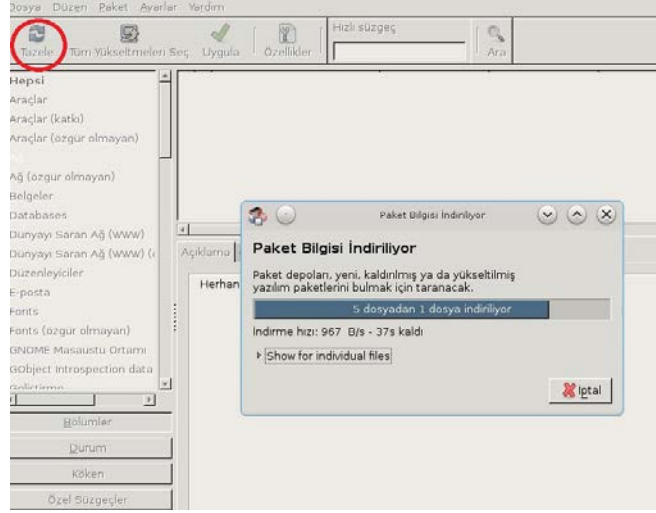 Dosya Düzen Paket Ayarlar Yardım
Hızlı süzgeç
Tazele Tüm Yükseltmeleri Seç Uygula Özellikler Ara
Hepsi
Araçlar
Araçlar (katkı)
Araçlar (özgür olmayan)
Ağ (özgür olmayan)
Belgeler
Databases
Dünyayı Saran Ağ (WWW)
Dünyayı Saran Ağ (WWW) (
Düzenleyiciler
E-posta
Fonts
Fonts (özgür olmayan)
GNOME Masaüstü Ortamı
GObject Introspection data
Geliştirme
Bölümler
Durum
Köken
Özel Süzgeçler
Açıklama
Herhan
Paket Bilgisi İndiriliyor
Paket Bilgisi İndiriliyor
Paket depoları, yeni, kaldırılmış ya da yükseltilmiş
yazılım paketlerini bulmak için taranacak.
5 dosyadan 1 dosya indiriliyor
İndirme hızı: 967 B/s - 37s kaldı
Show for individual files
İptal